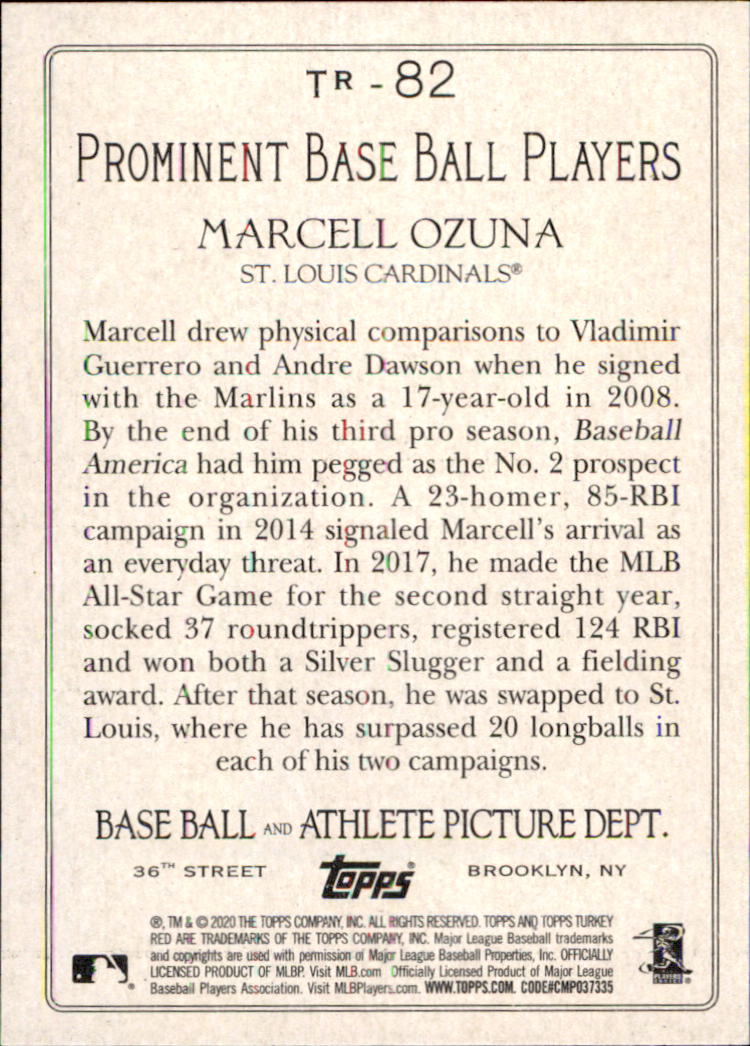 TR - 82
PROMINENT BASE BALL PLAYERS
MARCELL OZUNA
ST. LOUIS CARDINALS®
Marcell drew physical comparisons to Vladimir
Guerrero and Andre Dawson when he signed
with the Marlins as a 17-year-old in 2008.
By the end of his third pro season, Baseball
America had him pegged as the No. 2 prospect
in the organization. A 23-homer, 85-RBI
campaign in 2014 signaled Marcell's arrival as
an everyday threat. In 2017, he made the MLB
All-Star Game for the second straight year,
socked 37 roundtrippers, registered 124 RBI
and won both a Silver Slugger and a fielding
award. After that season, he was swapped to St.
Louis, where he has surpassed 20 longballs in
each of his two campaigns.
BASE BALL AND ATHLETE PICTURE DEPT.
36TH STREET Topps® BROOKLYN, NY
®, TM & © 2020 THE TOPPS COMPANY, INC. ALL RIGHTS RESERVED. TOPPS AND TOPPS TURKEY
RED ARE TRADEMARKS OF THE TOPPS COMPANY, INC. Major League Baseball trademarks
and copyrights are used with permission of Major League Baseball Properties, Inc. OFFICIALLY
LICENSED PRODUCT OF MLBP. Visit MLB.com Officially Licensed Product of Major League
Baseball Players Association. Visit MLBPlayers.com. WWW.TOPPS.COM. CODE#CMP037335
PLAYERS